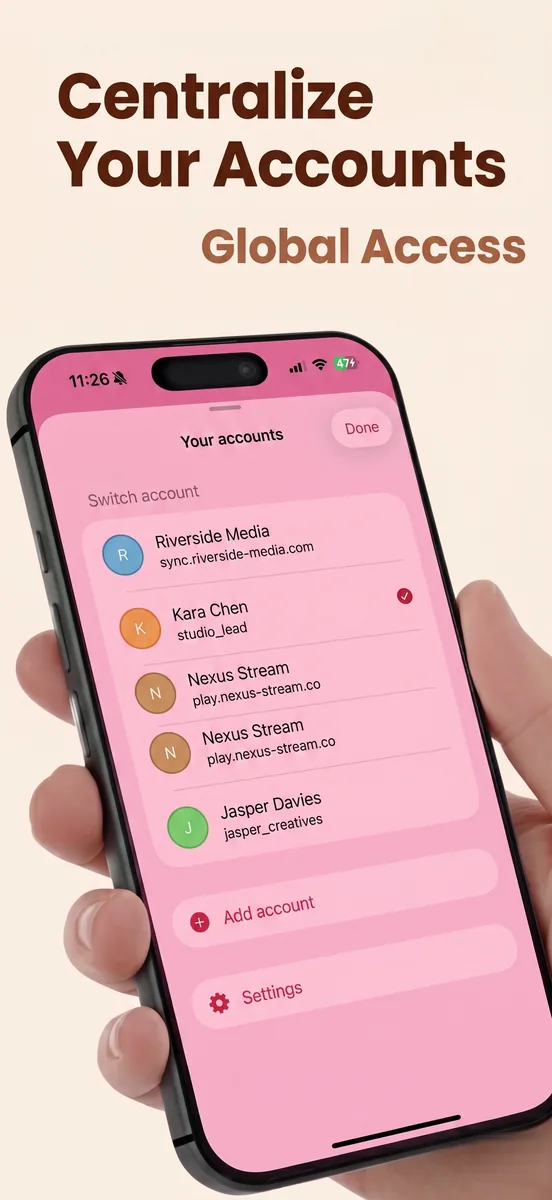 Centralize
Your Accounts
Global Access
11:26
47
Your accounts
Done
Switch account
R
Riverside Media
sync.riverside-media.com
K
Kara Chen
studio_lead
N
Nexus Stream
play.nexus-stream.co
N
Nexus Stream
play.nexus-stream.co
J
Jasper Davies
jasper_creatives
Add account
Settings